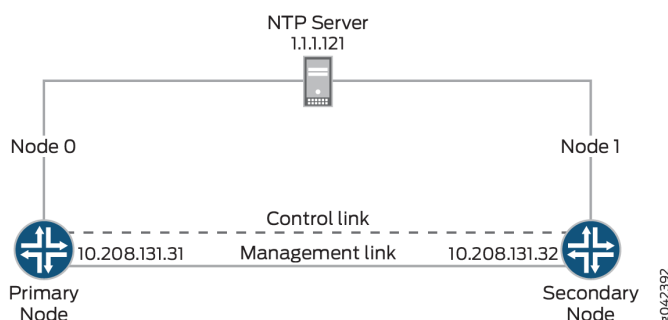 NTP Server
1.1.1.121
Node 0
Node 1
Control link
10.208.131.31
Management link
10.208.131.32
Primary
Node
Secondary
Node
g042392